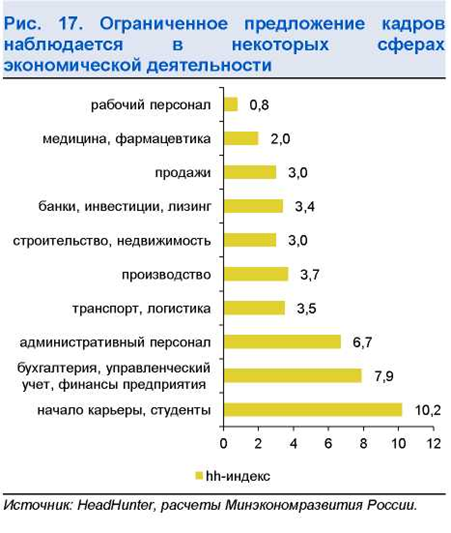 Рис. 17. Ограниченное предложение кадров
наблюдается в некоторых сферах
экономической деятельности
рабочий персонал 0,8
медицина, фармацевтика 2,0
продажи 3,0
банки, инвестиции, лизинг 3,4
строительство, недвижимость 3,0
производство 3,7
транспорт, логистика 3,5
административный персонал 6,7
бухгалтерия, управленческий
учет, финансы предприятия 7,9
начало карьеры, студенты 10,2
0 2 4 6 8 10 12
hh-индекс
Источник: HeadHunter, расчеты Минэкономразвития России.